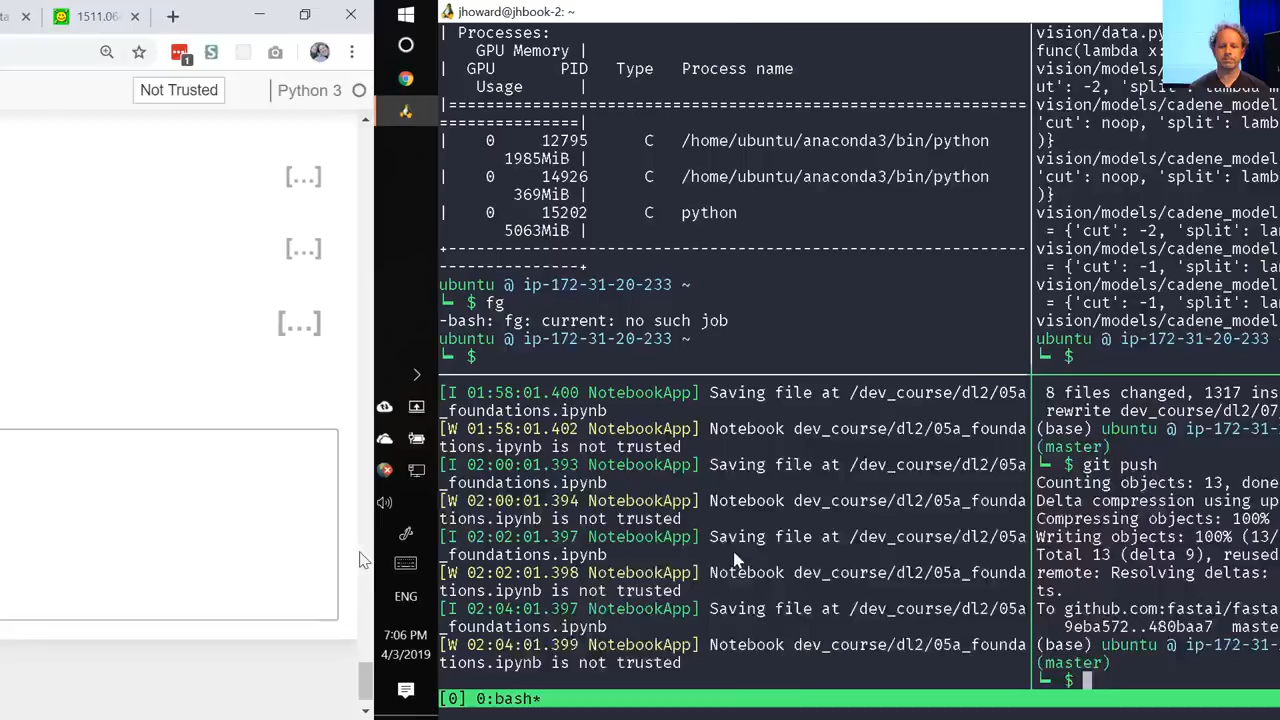 1511.06
1
Not Trusted
Python 3
[...]
[...]
[...]
ENG
7:06 PM
4/3/2019
jhoward@jhbook-2: ~
| Processes:
GPU Memory |
| GPU PID Type Process name
Usage |
|=======================================================
===============|
| 0 12795 C /home/ubuntu/anaconda3/bin/python
1985MiB |
| 0 14926 C /home/ubuntu/anaconda3/bin/python
369MiB |
| 0 15202 C python
5063MiB |
+-------------------------------------------------------
---------------+
ubuntu @ ip-172-31-20-233 ~
$ fg
-bash: fg: current: no such job
ubuntu @ ip-172-31-20-233 ~
$
vision/data.py
func(lambda x:
vision/models/
ut': -2, 'split': lambda m
vision/models/cadene_model
'cut': noop, 'split': lamb
)}
vision/models/cadene_model
'cut': noop, 'split': lamb
)}
vision/models/cadene_model
= {'cut': -2, 'split': lam
vision/models/cadene_model
= {'cut': -1, 'split': lam
vision/models/cadene_model
= {'cut': -1, 'split': lam
vision/models/cadene_model
ubuntu @ ip-172-31-20-233
$
[I 01:58:01.400 NotebookApp] Saving file at /dev_course/dl2/05a
_foundations.ipynb
[W 01:58:01.402 NotebookApp] Notebook dev_course/dl2/05a_founda
tions.ipynb is not trusted
[I 02:00:01.393 NotebookApp] Saving file at /dev_course/dl2/05a
_foundations.ipynb
[W 02:00:01.394 NotebookApp] Notebook dev_course/dl2/05a_founda
tions.ipynb is not trusted
[I 02:02:01.397 NotebookApp] Saving file at /dev_course/dl2/05a
_foundations.ipynb
[W 02:02:01.398 NotebookApp] Notebook dev_course/dl2/05a_founda
tions.ipynb is not trusted
[I 02:04:01.397 NotebookApp] Saving file at /dev_course/dl2/05a
_foundations.ipynb
[W 02:04:01.399 NotebookApp] Notebook dev_course/dl2/05a_founda
tions.ipynb is not trusted
8 files changed, 1317 ins
rewrite dev_course/dl2/07
(base) ubuntu @ ip-172-31-
(master)
$ git push
Counting objects: 13, done
Delta compression using up
Compressing objects: 100%
Writing objects: 100% (13/
Total 13 (delta 9), reuse
remote: Resolving deltas:
ts.
To github.com:fastai/fasta
9eba572..480baa7 maste
(base) ubuntu @ ip-172-31-
(master)
$
[0] 0:bash*